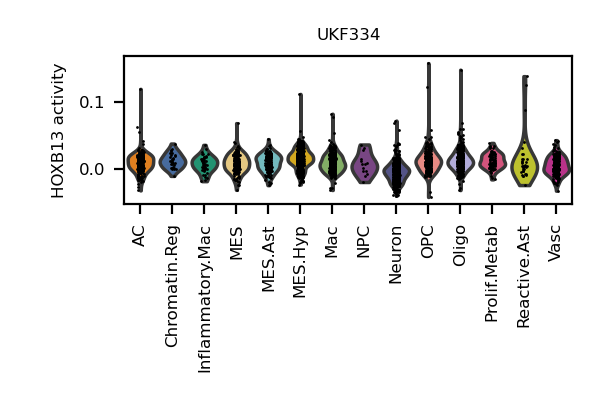 UKF334
HOXB13 activity
0.1
0.0
AC
Chromatin.Reg
Inflammatory.Mac
MES
MES.Ast
MES.Hyp
Mac
NPC
Neuron
OPC
Oligo
Prolif.Metab
Reactive.Ast
Vasc